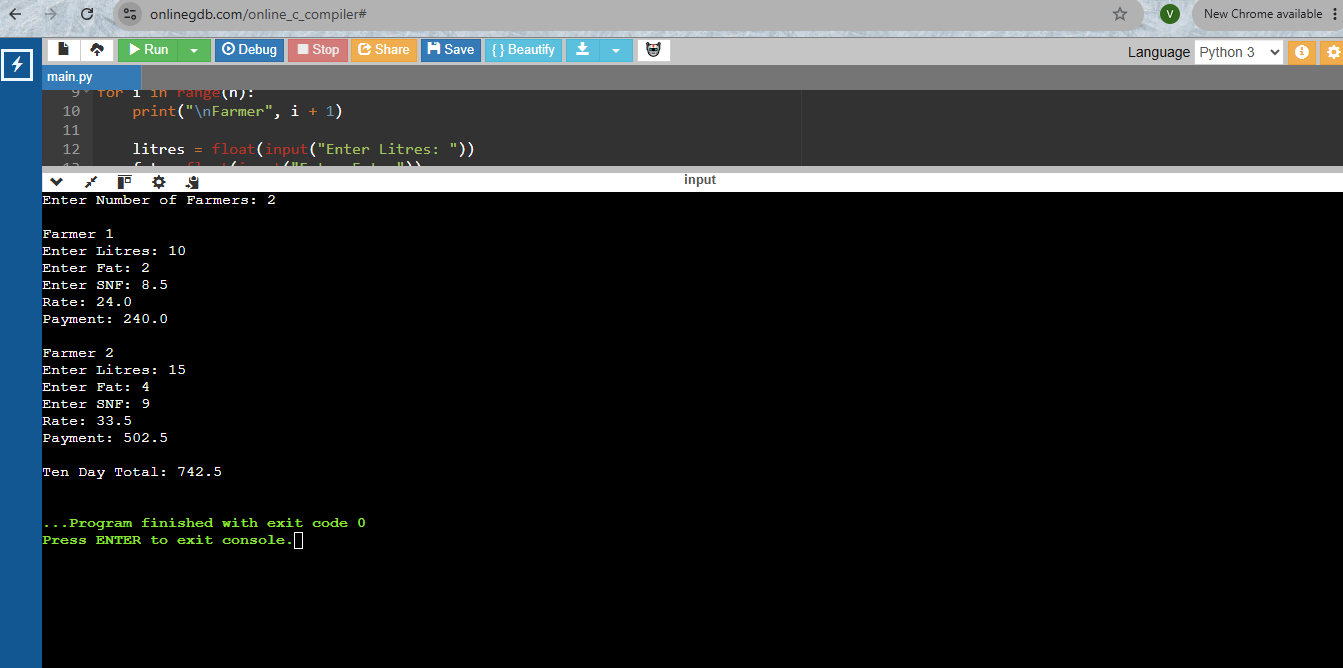 onlinegdb.com/online_c_compiler#
V
New Chrome available
Run
Debug
Stop
Share
Save
{ } Beautify
Language Python 3
main.py
9 for i in range(n):
10 print("\nFarmer", i + 1)
11
12 litres = float(input("Enter Litres: "))
input
Enter Number of Farmers: 2
Farmer 1
Enter Litres: 10
Enter Fat: 2
Enter SNF: 8.5
Rate: 24.0
Payment: 240.0
Farmer 2
Enter Litres: 15
Enter Fat: 4
Enter SNF: 9
Rate: 33.5
Payment: 502.5
Ten Day Total: 742.5
...Program finished with exit code 0
Press ENTER to exit console.